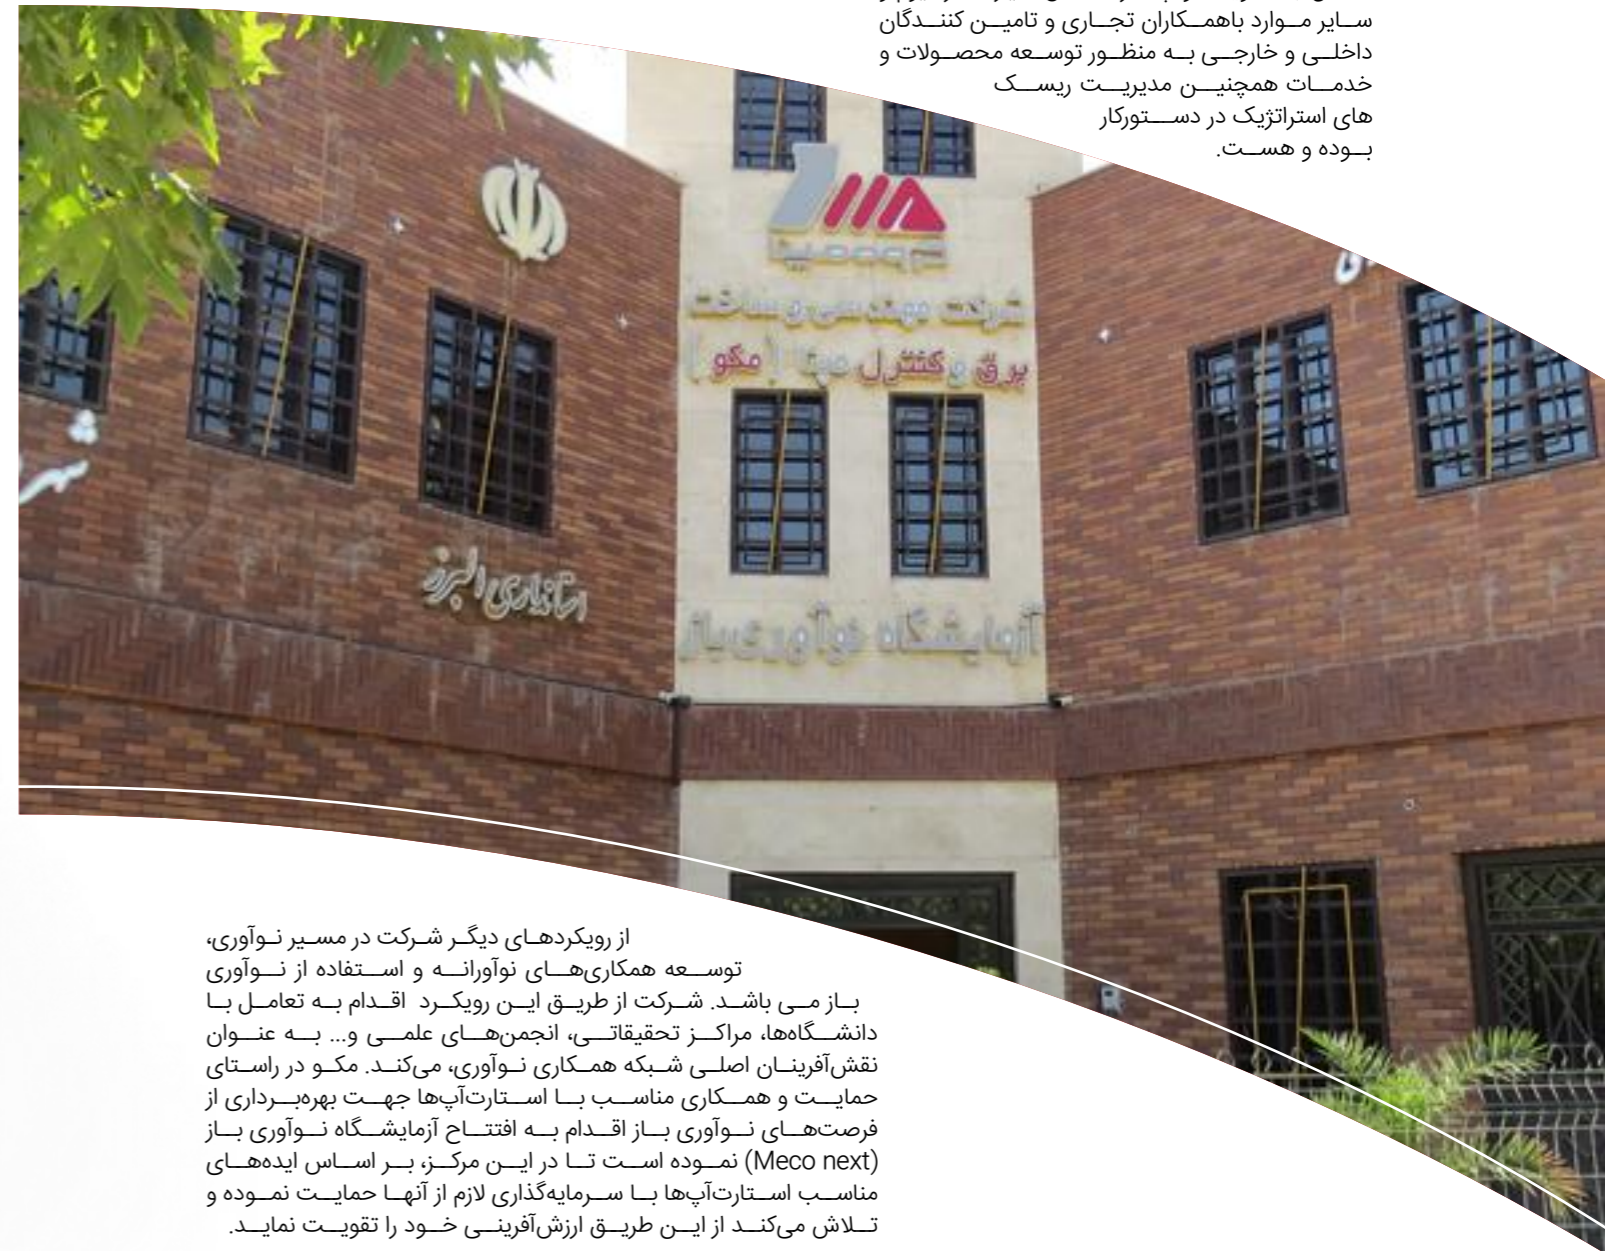 سایر موارد باهمکاران تجاری و تامین کنندگان
داخلی و خارجی به منظور توسعه محصولات و
خدمات همچنین مدیریت ریسک
های استراتژیک در دستورکار
بوده و هست.
گروه مپنا
شرکت مهندسی و ساخت
برق و کنترل مپنا (مکو)
استانداری البرز
آزمایشگاه نوآوری باز
از رویکردهای دیگر شرکت در مسیر نوآوری،
توسعه همکاری‌های نوآورانه و استفاده از نوآوری
باز می باشد. شرکت از طریق این رویکرد اقدام به تعامل با
دانشگاه‌ها، مراکز تحقیقاتی، انجمن‌های علمی و... به عنوان
نقش‌آفرینان اصلی شبکه همکاری نوآوری، می‌کند. مکو در راستای
حمایت و همکاری مناسب با استارت‌آپ‌ها جهت بهره‌برداری از
فرصت‌های نوآوری باز اقدام به افتتاح آزمایشگاه نوآوری باز
(Meco next) نموده است تا در این مرکز، بر اساس ایده‌های
مناسب استارت‌آپ‌ها با سرمایه‌گذاری لازم از آنها حمایت نموده و
تلاش می‌کند از این طریق ارزش‌آفرینی خود را تقویت نماید.